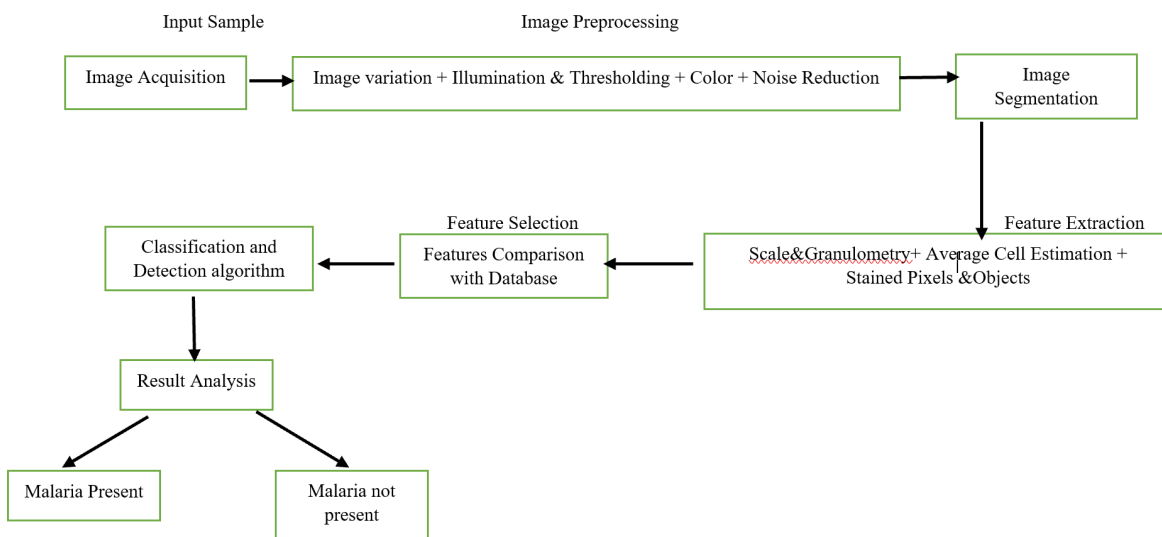 Input Sample
Image Preprocessing
Image Acquisition
Image variation + Illumination & Thresholding + Color + Noise Reduction
Image
Segmentation
Feature Extraction
Scale&Granulometry+ Average Cell Estimation +
Stained Pixels &Objects
Feature Selection
Features Comparison
with Database
Classification and
Detection algorithm
Result Analysis
Malaria Present
Malaria not
present